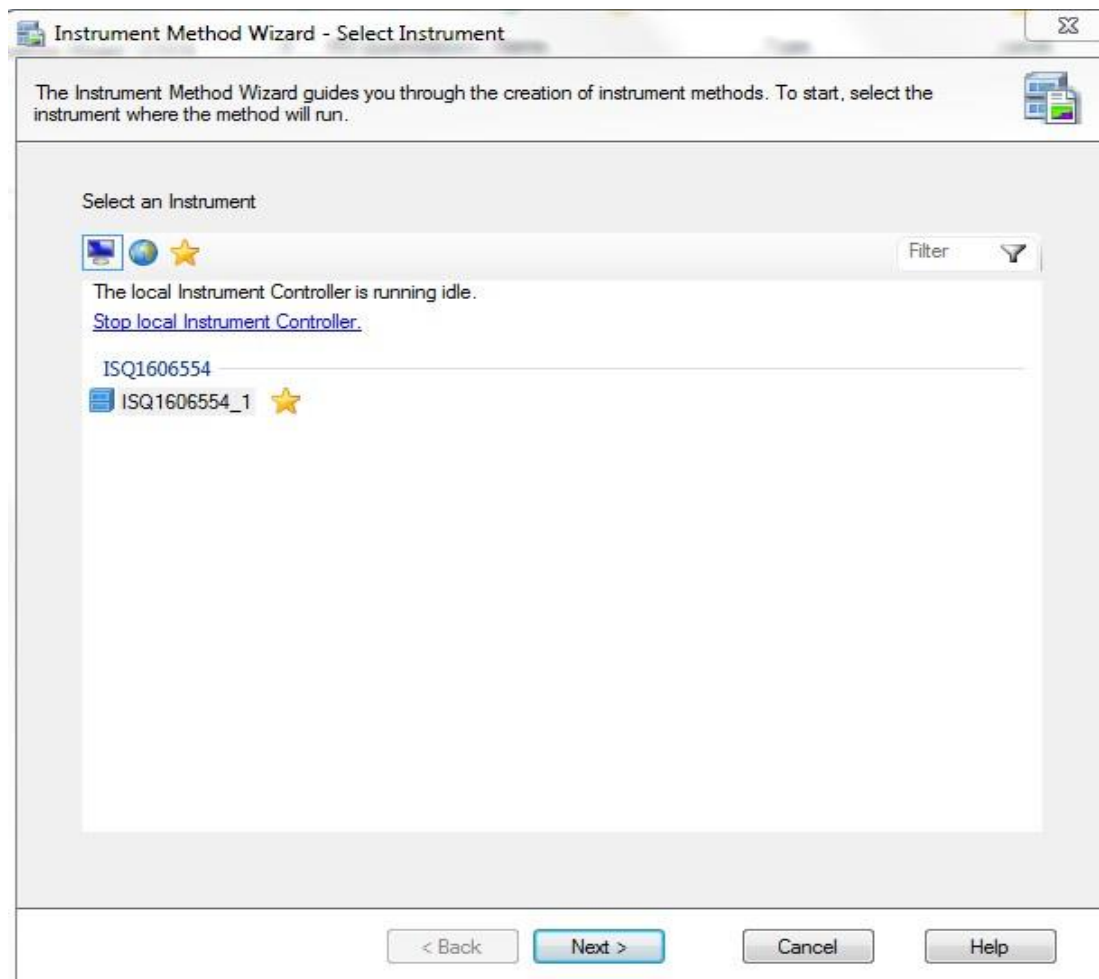 Instrument Method Wizard - Select Instrument
The Instrument Method Wizard guides you through the creation of instrument methods. To start, select the
instrument where the method will run.
Select an Instrument
Filter
The local Instrument Controller is running idle.
Stop local Instrument Controller.
ISQ1606554
ISQ1606554_1
< Back Next > Cancel Help